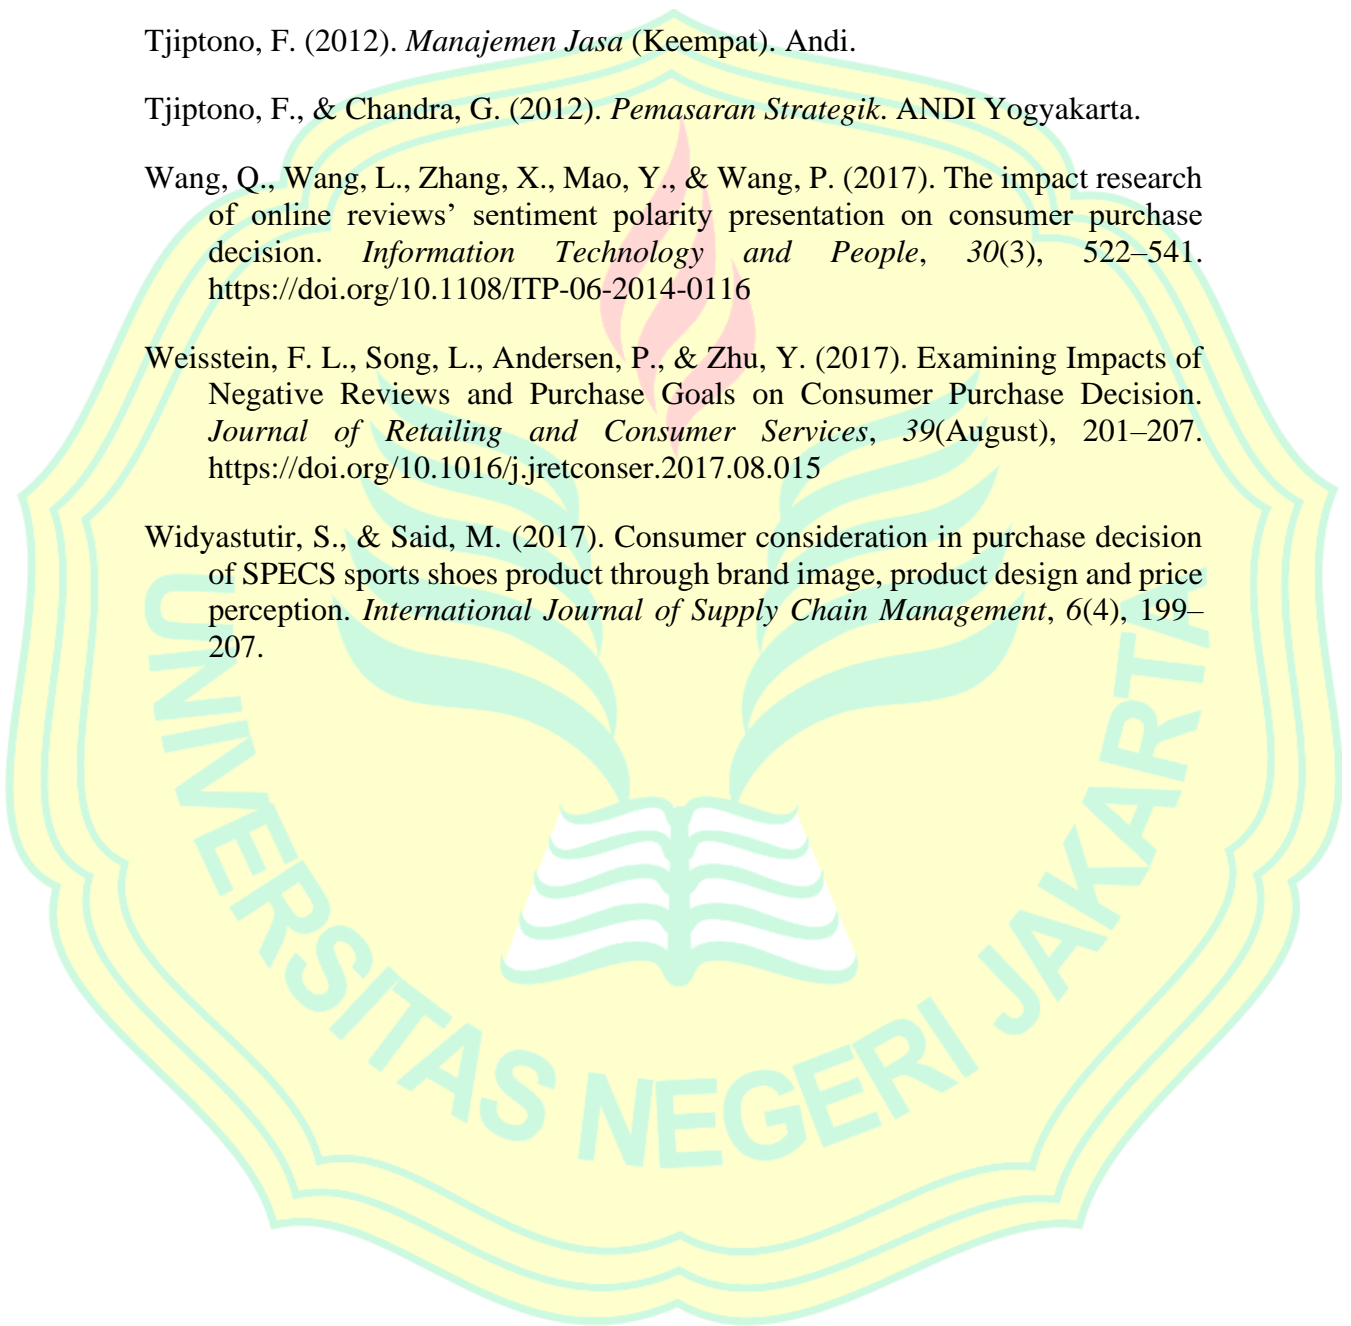 Tjiptono, F. (2012). Manajemen Jasa (Keempat). Andi.
Tjiptono, F., & Chandra, G. (2012). Pemasaran Strategik. ANDI Yogyakarta.
Wang, Q., Wang, L., Zhang, X., Mao, Y., & Wang, P. (2017). The impact research
of online reviews’ sentiment polarity presentation on consumer purchase
decision. Information Technology and People, 30(3), 522–541.
https://doi.org/10.1108/ITP-06-2014-0116
Weisstein, F. L., Song, L., Andersen, P., & Zhu, Y. (2017). Examining Impacts of
Negative Reviews and Purchase Goals on Consumer Purchase Decision.
Journal of Retailing and Consumer Services, 39(August), 201–207.
https://doi.org/10.1016/j.jretconser.2017.08.015
Widyastutir, S., & Said, M. (2017). Consumer consideration in purchase decision
of SPECS sports shoes product through brand image, product design and price
perception. International Journal of Supply Chain Management, 6(4), 199–
207.
UNIVERSITAS NEGERI JAKARTA